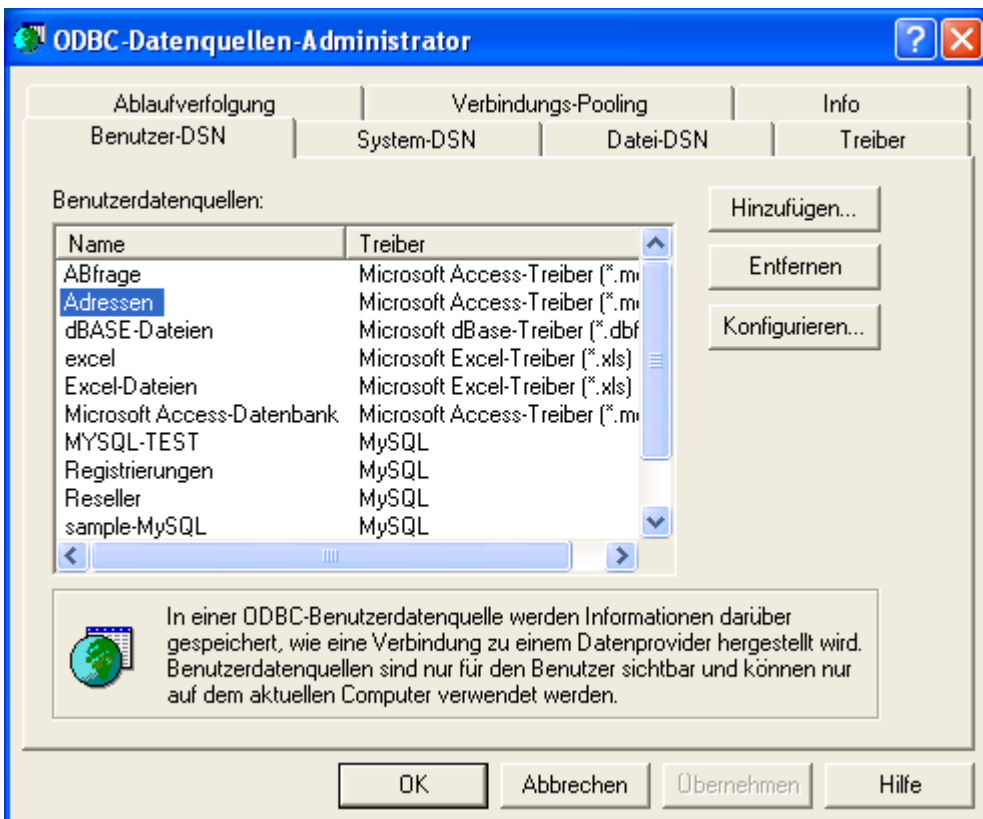 ODBC-Datenquellen-Administrator
Ablaufverfolgung Verbindungs-Pooling Info
Benutzer-DSN System-DSN Datei-DSN Treiber
Benutzerdatenquellen:
Hinzufügen...
Name Treiber
ABfrage Microsoft Access-Treiber (*.m
Entfernen
Adressen Microsoft Access-Treiber (*.m
dBASE-Dateien Microsoft dBase-Treiber (*.dbf
Konfigurieren...
excel Microsoft Excel-Treiber (*.xls)
Excel-Dateien Microsoft Excel-Treiber (*.xls)
Microsoft Access-Datenbank Microsoft Access-Treiber (*.m
MYSQL-TEST MySQL
Registrierungen MySQL
Reseller MySQL
sample-MySQL MySQL
In einer ODBC-Benutzerdatenquelle werden Informationen darüber
gespeichert, wie eine Verbindung zu einem Datenprovider hergestellt wird.
Benutzerdatenquellen sind nur für den Benutzer sichtbar und können nur
auf dem aktuellen Computer verwendet werden.
OK Abbrechen Übernehmen Hilfe